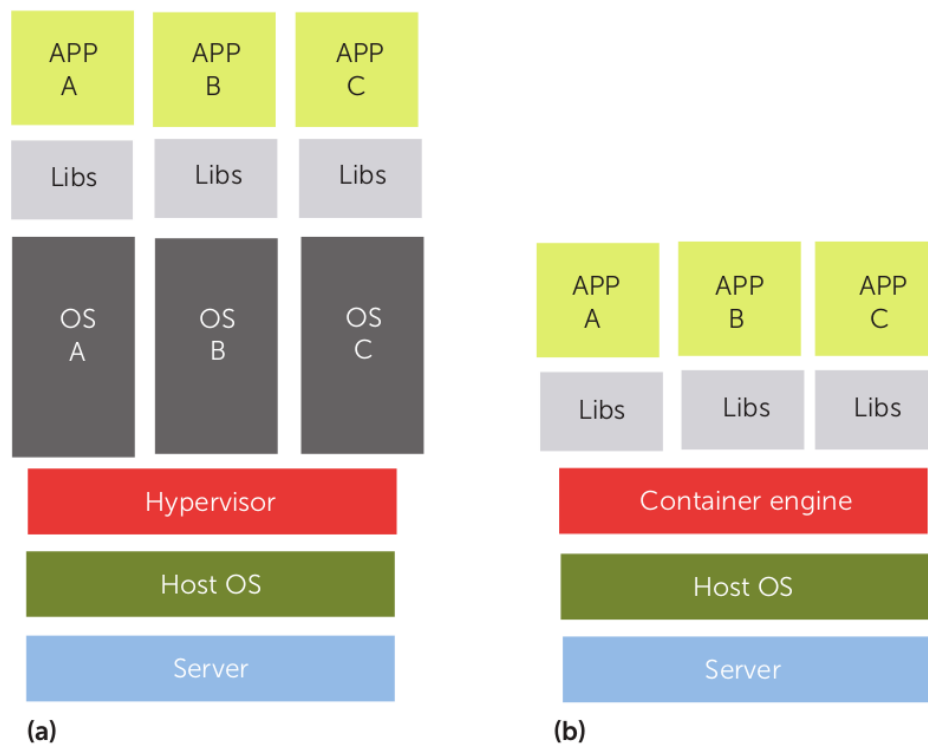 APP
A
APP
B
APP
C
Libs
Libs
Libs
OS
A
OS
B
OS
C
Hypervisor
Host OS
Server
(a)
APP
A
APP
B
APP
C
Libs
Libs
Libs
Container engine
Host OS
Server
(b)